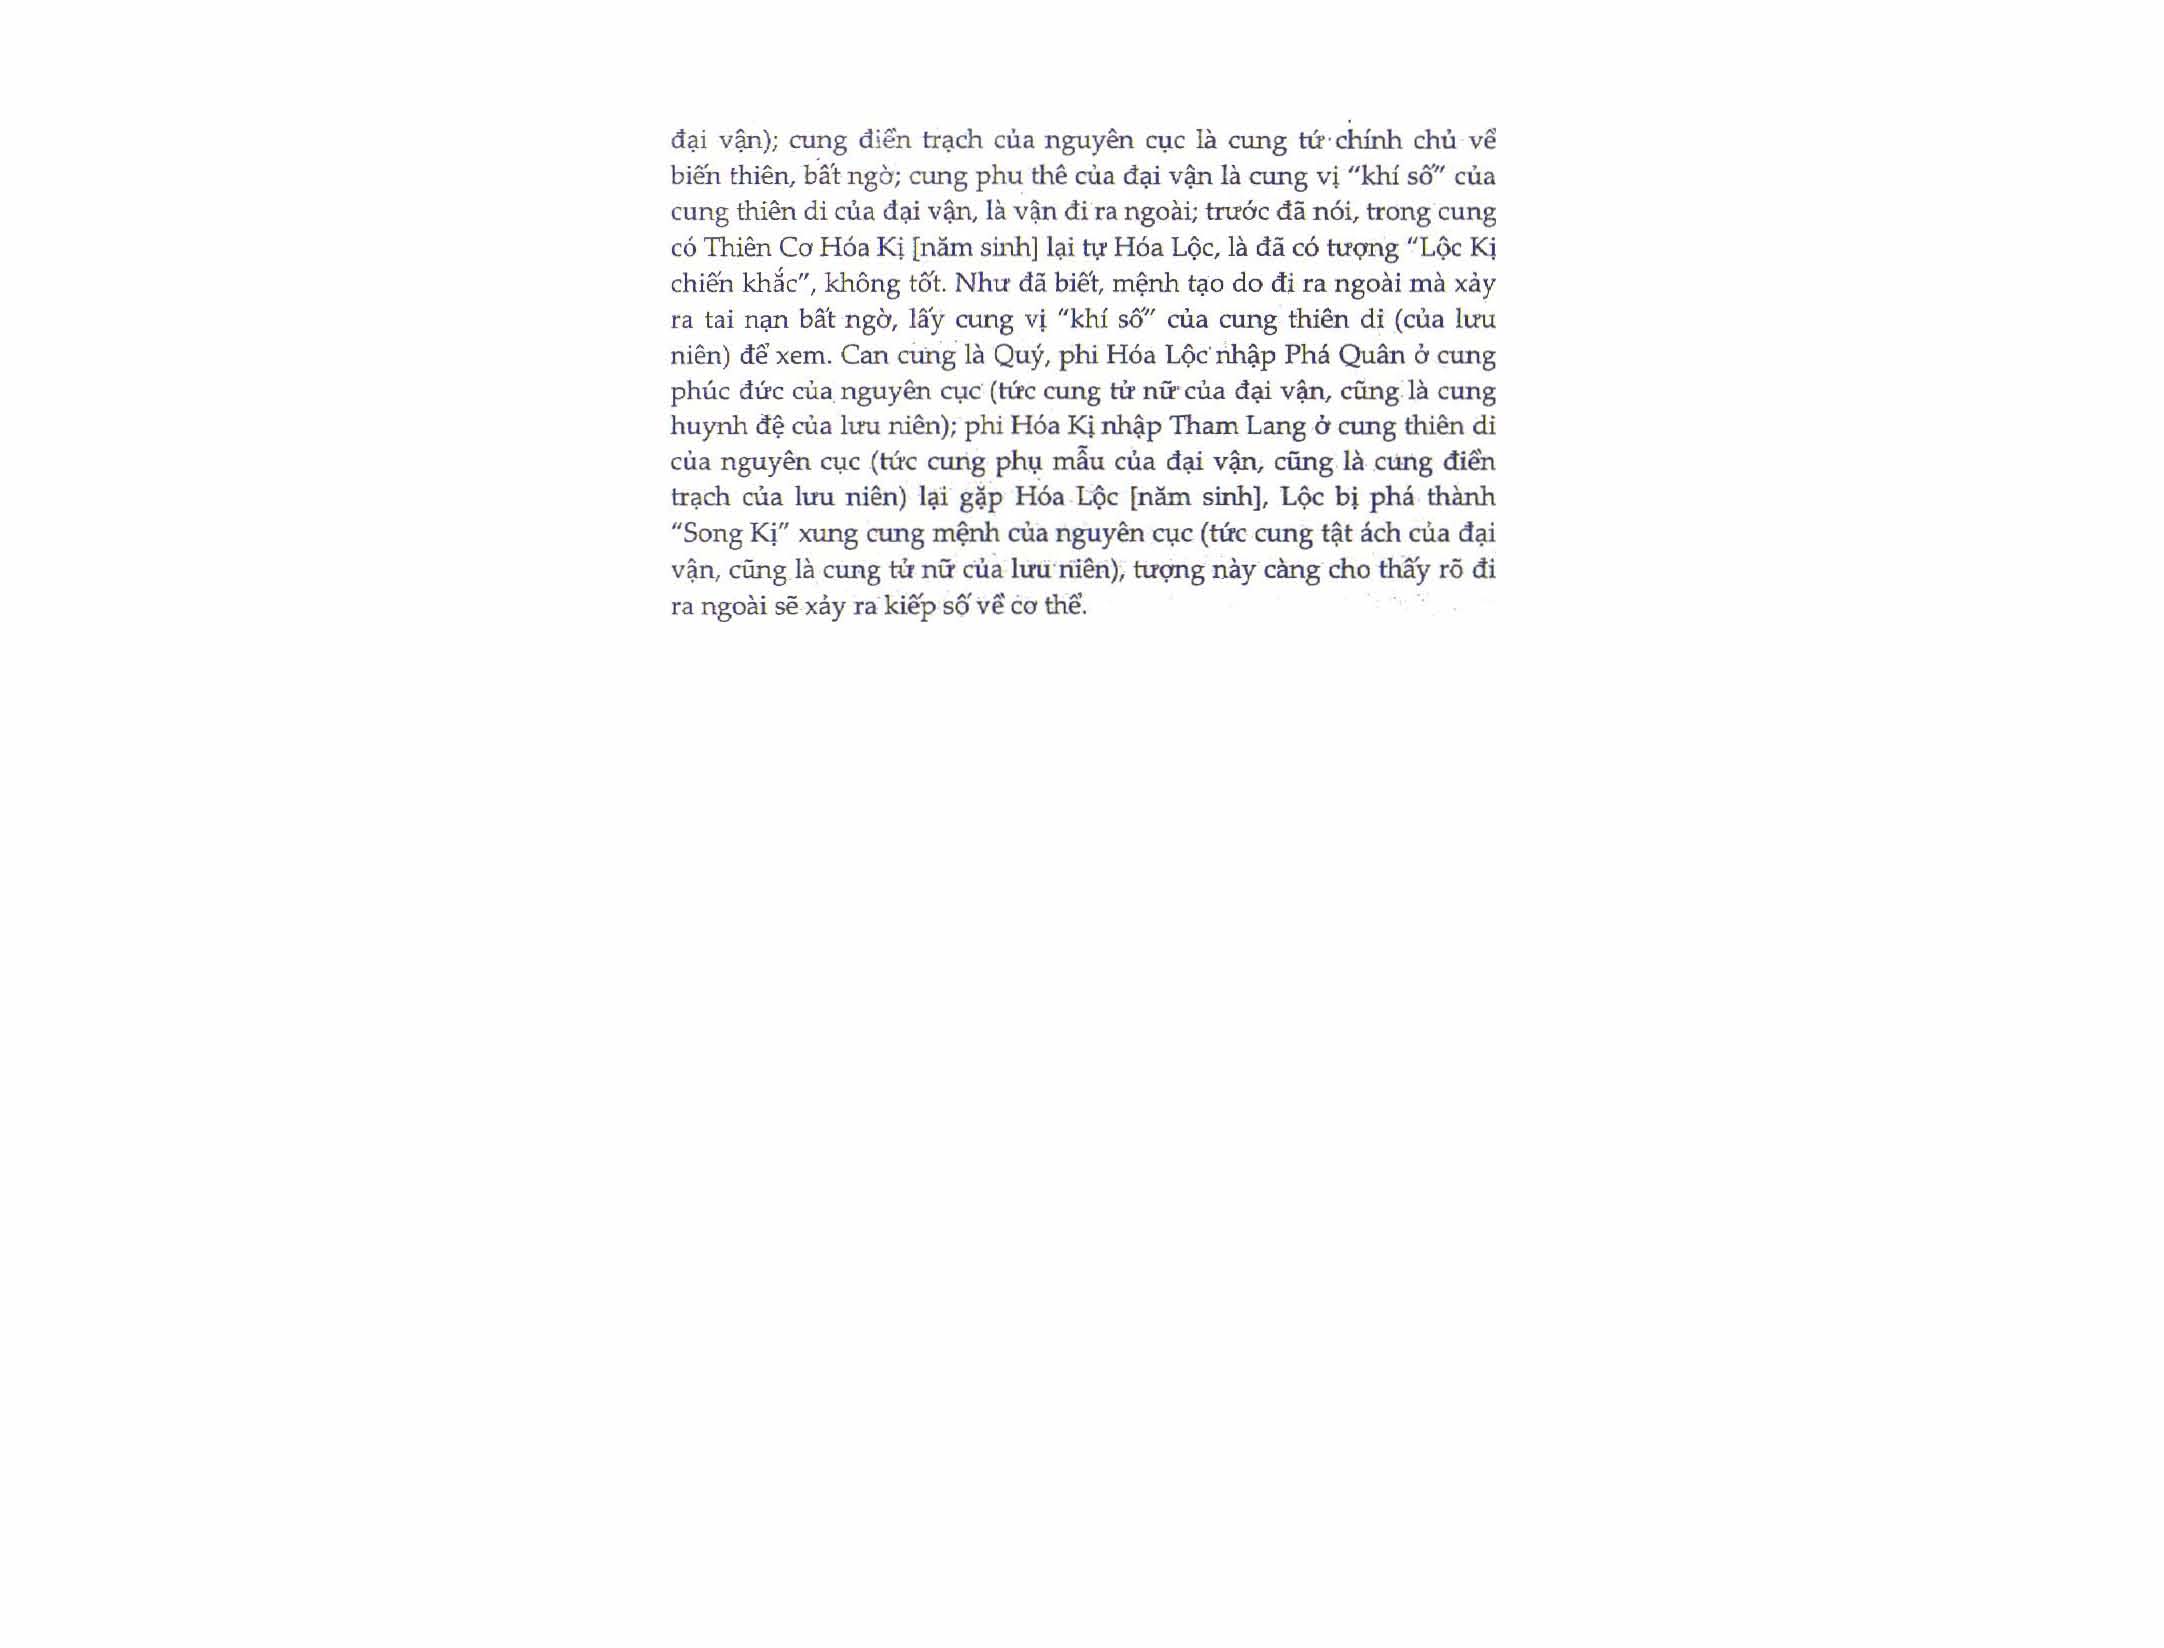 đại vận); cung điền trạch của nguyên cục là cung tứ chính chủ về
biến thiên, bất ngờ; cung phu thê của đại vận là cung vị “khí số” của
cung thiên di của đại vận, là vận đi ra ngoài; trước đã nói, trong cung
có Thiên Cơ Hóa Kị [năm sinh] lại tự Hóa Lộc, là đã có tượng “Lộc Kị
chiến khắc”, không tốt. Như đã biết, mệnh tạo do đi ra ngoài mà xảy
ra tai nạn bất ngờ, lấy cung vị “khí số” của cung thiên di (của lưu
niên) để xem. Can cung là Quý, phi Hóa Lộc nhập Phá Quân ở cung
phúc đức của nguyên cục (tức cung tử nữ của đại vận, cũng là cung
huynh đệ của lưu niên); phi Hóa Kị nhập Tham Lang ở cung thiên di
của nguyên cục (tức cung phụ mẫu của đại vận, cũng là cung điền
trạch của lưu niên) lại gặp Hóa Lộc [năm sinh], Lộc bị phá thành
“Song Kị” xung cung mệnh của nguyên cục (tức cung tật ách của đại
vận, cũng là cung tử nữ của lưu niên), tượng này càng cho thấy rõ đi
ra ngoài sẽ xảy ra kiếp số về cơ thể.